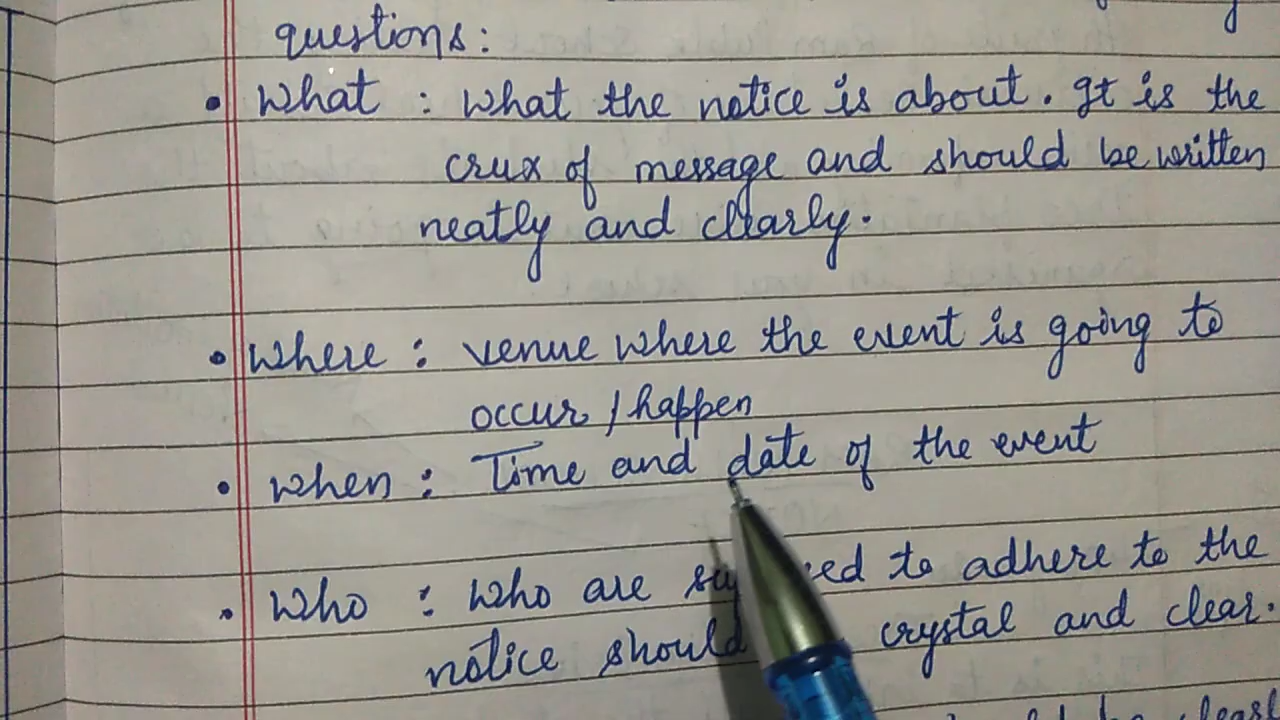 questions:
• What : what the notice is about. It is the
crux of message and should be written
neatly and clearly.
• where : venue where the event is going to
occur / happen
• when : Time and date of the event
• who : who are to adhere to the
notice should crystal and clear.